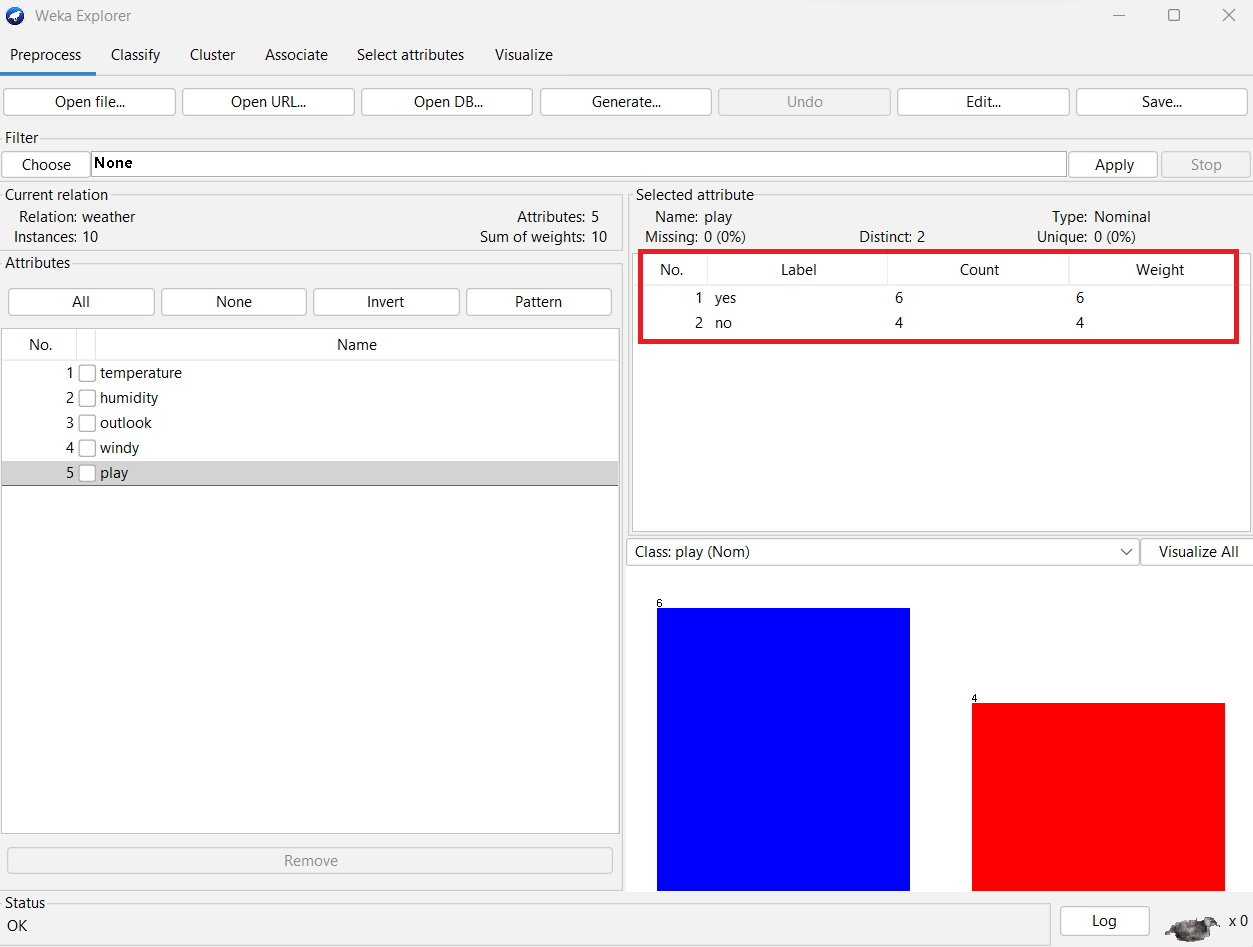 Weka Explorer
Preprocess Classify Cluster Associate Select attributes Visualize
Open file... Open URL... Open DB... Generate... Undo Edit... Save...
Filter
Choose None Apply Stop
Current relation
Relation: weather Attributes: 5
Instances: 10 Sum of weights: 10
Selected attribute
Name: play Type: Nominal
Missing: 0 (0%) Distinct: 2 Unique: 0 (0%)
Attributes
All None Invert Pattern
No. Name
1 temperature
2 humidity
3 outlook
4 windy
5 play
Remove
No. Label Count Weight
1 yes 6 6
2 no 4 4
Class: play (Nom) Visualize All
6
4
Status
OK
Log x 0